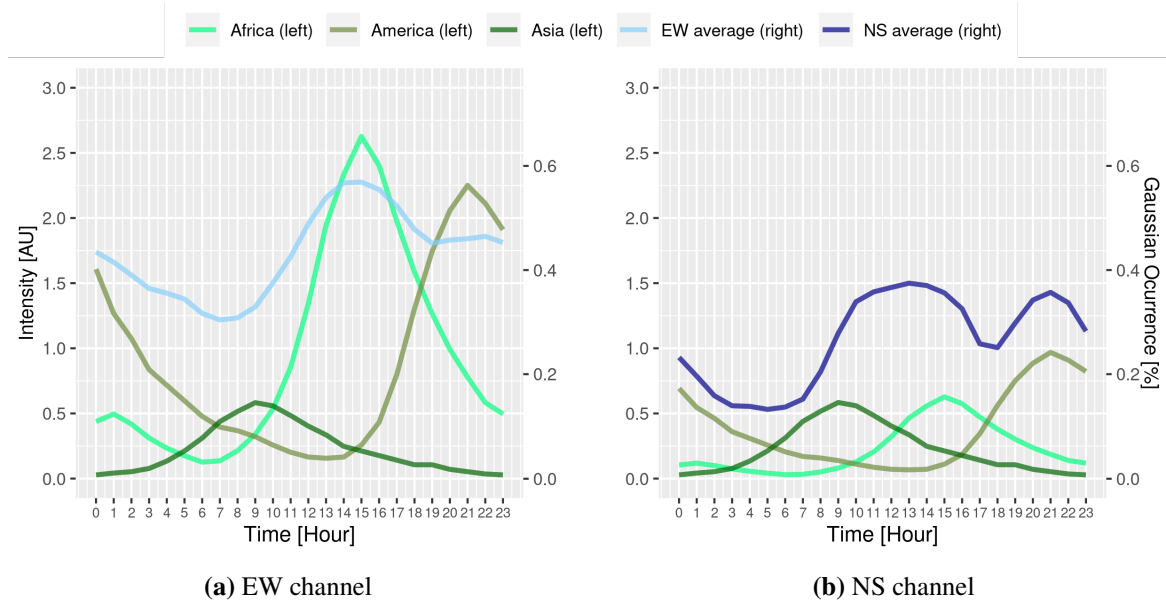 Africa (left) America (left) Asia (left) EW average (right) NS average (right)
Intensity [AU]
3.0
2.5
2.0
1.5
1.0
0.5
0.0
0.6
0.4
0.2
0.0
0 1 2 3 4 5 6 7 8 9 10 11 12 13 14 15 16 17 18 19 20 21 22 23
Time [Hour]
(a) EW channel
3.0
2.5
2.0
1.5
1.0
0.5
0.0
0.6
0.4
0.2
0.0
Gaussian Ocurrence [%]
0 1 2 3 4 5 6 7 8 9 10 11 12 13 14 15 16 17 18 19 20 21 22 23
Time [Hour]
(b) NS channel